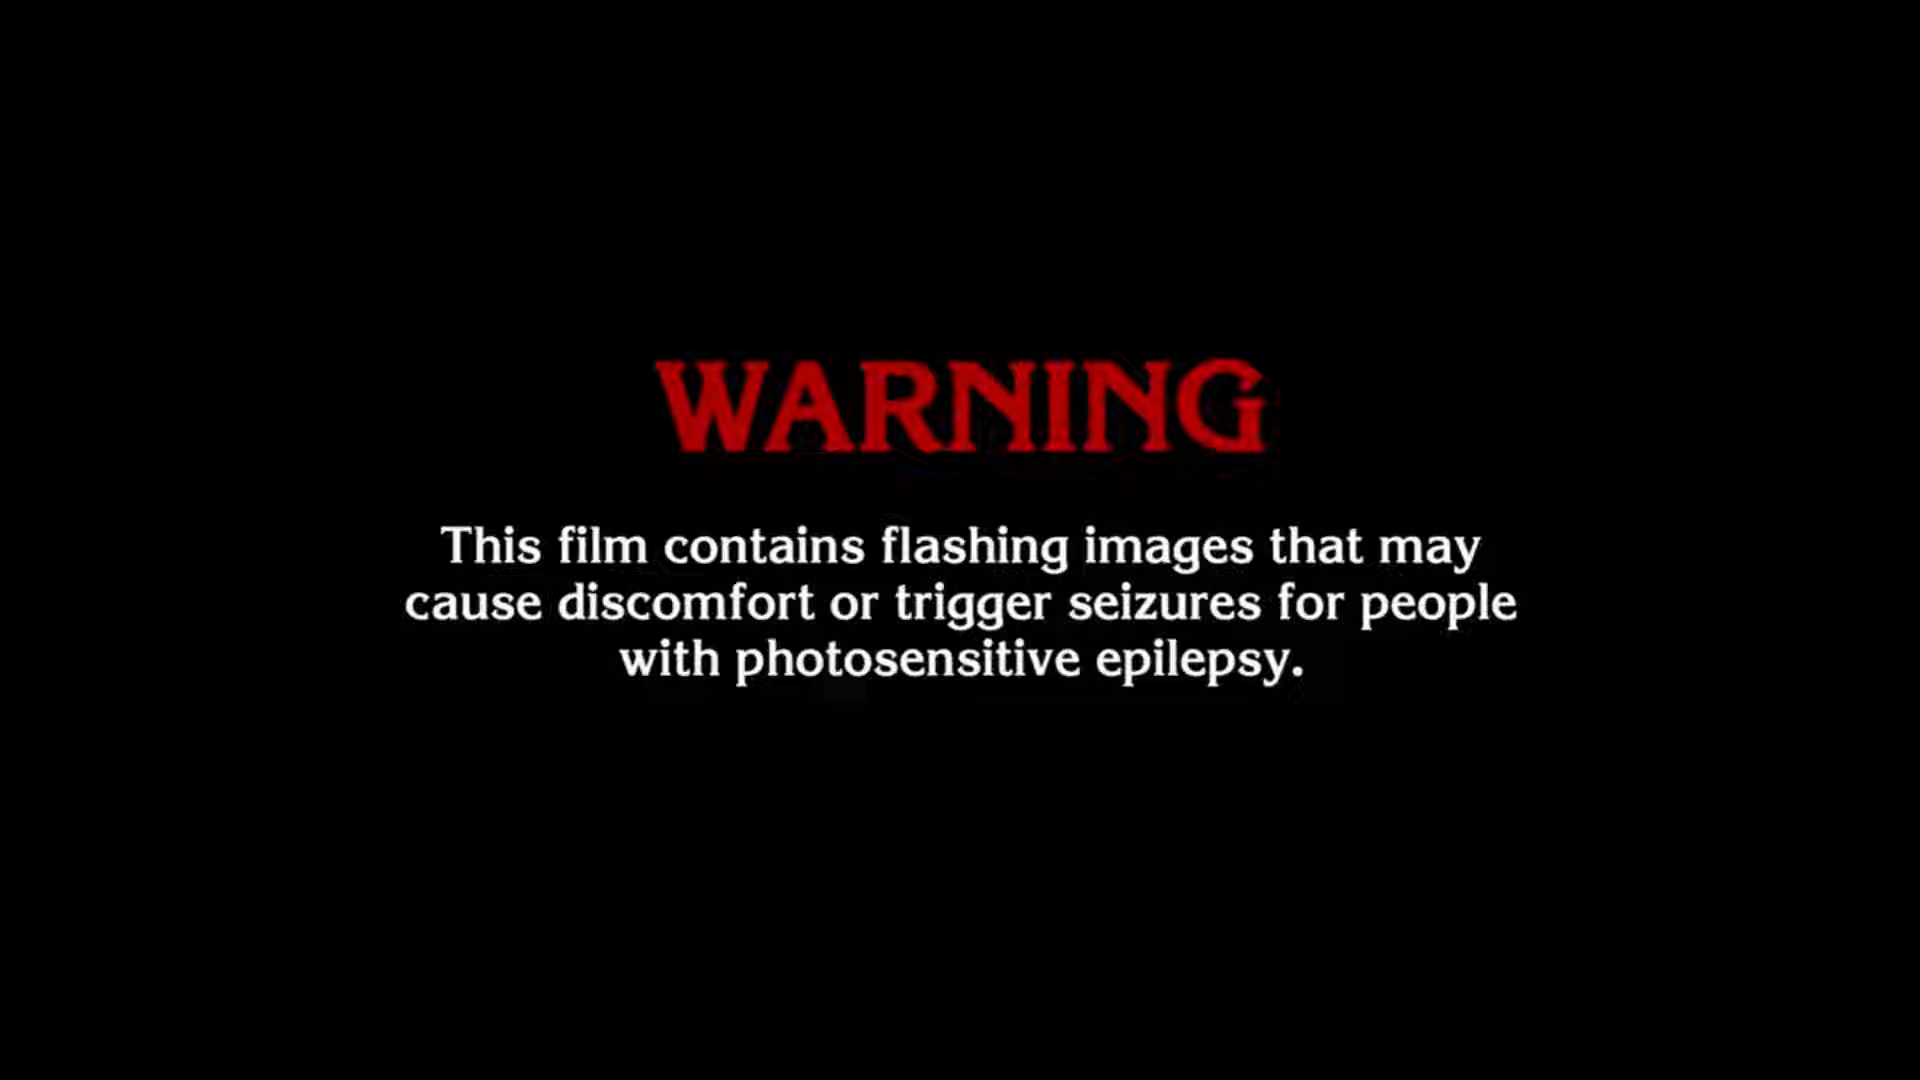 WARNING
This film contains flashing images that may
cause discomfort or trigger seizures for people
with photosensitive epilepsy.